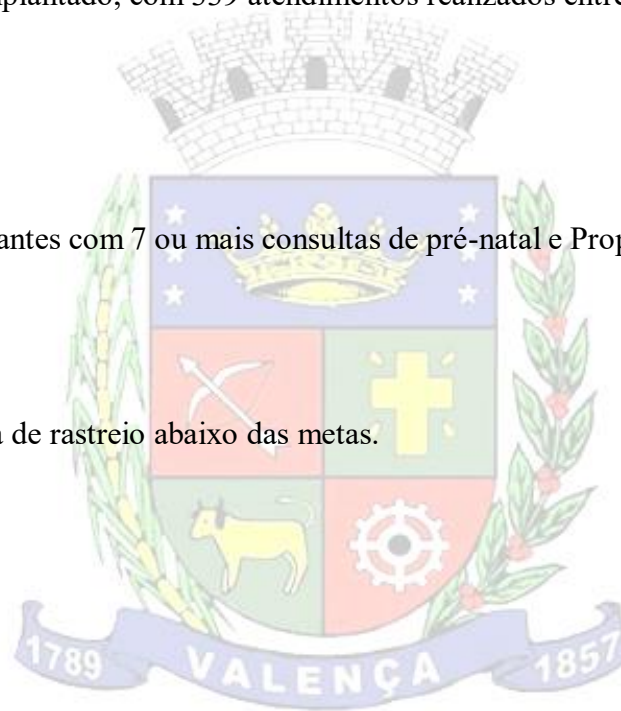 plantado, com 339 atendimentos realizados entre
antes com 7 ou mais consultas de pré-natal e Prop
de rastreio abaixo das metas.
1789 VALENÇA 1857